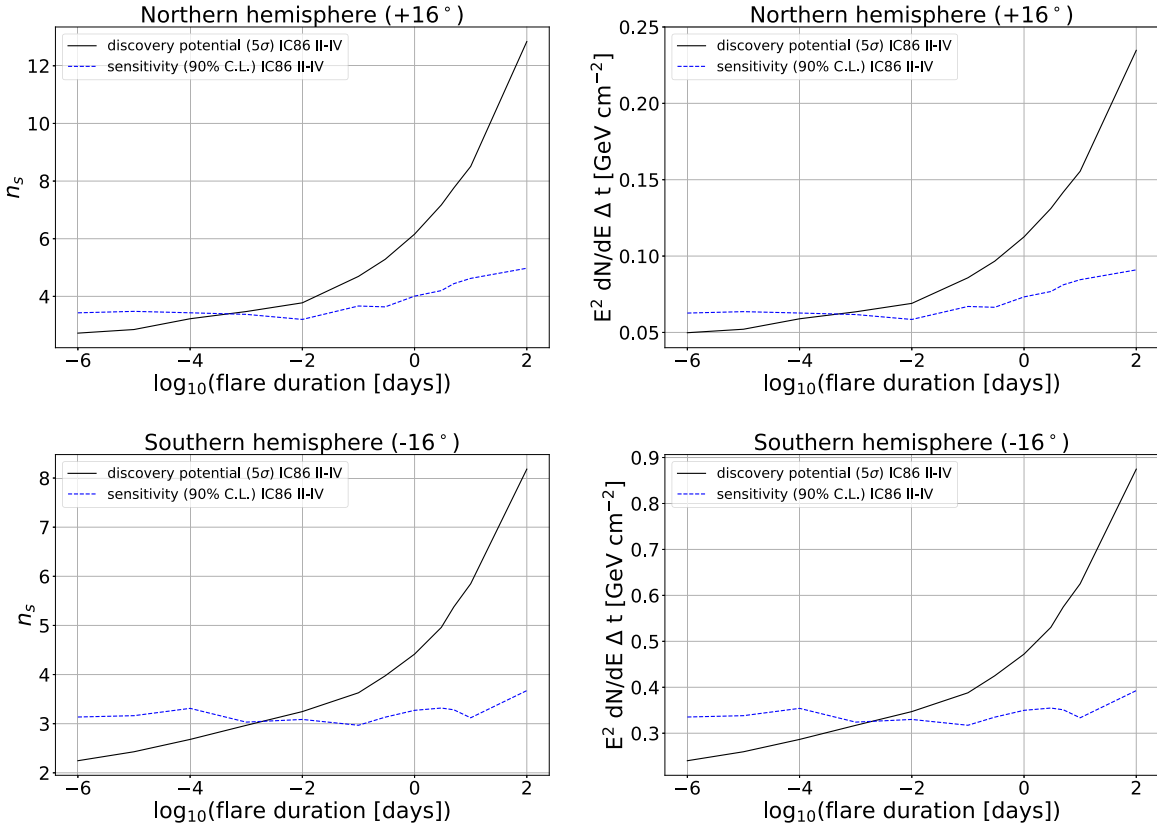 Northern hemisphere (+16°)
discovery potential (5σ) IC86 II-IV
sensitivity (90% C.L.) IC86 II-IV
n_s
12
10
8
6
4
−6 −4 −2 0 2
log₁₀(flare duration [days])
Northern hemisphere (+16°)
discovery potential (5σ) IC86 II-IV
sensitivity (90% C.L.) IC86 II-IV
E² dN/dE Δ t [GeV cm⁻²]
0.25
0.20
0.15
0.10
0.05
−6 −4 −2 0 2
log₁₀(flare duration [days])
Southern hemisphere (-16°)
discovery potential (5σ) IC86 II-IV
sensitivity (90% C.L.) IC86 II-IV
n_s
8
7
6
5
4
3
2
−6 −4 −2 0 2
log₁₀(flare duration [days])
Southern hemisphere (-16°)
discovery potential (5σ) IC86 II-IV
sensitivity (90% C.L.) IC86 II-IV
E² dN/dE Δ t [GeV cm⁻²]
0.9
0.8
0.7
0.6
0.5
0.4
0.3
−6 −4 −2 0 2
log₁₀(flare duration [days])